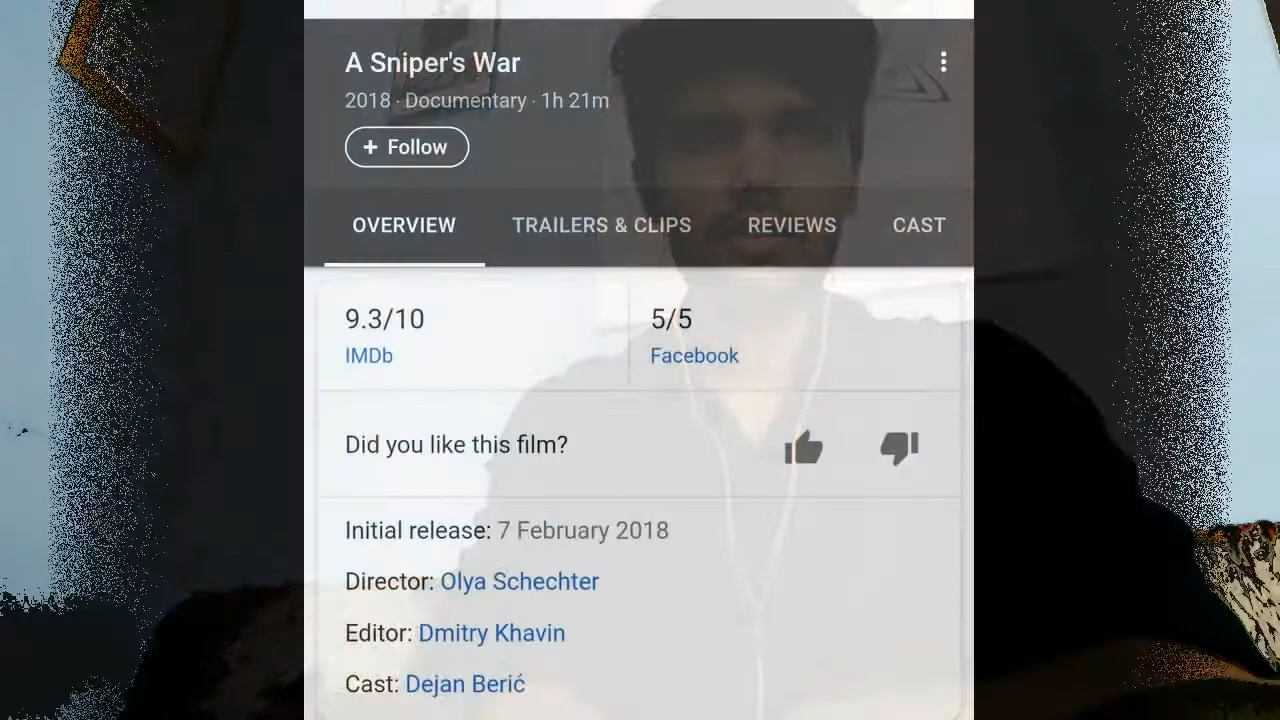 A Sniper's War
2018 · Documentary · 1h 21m
+ Follow
OVERVIEW TRAILERS & CLIPS REVIEWS CAST
9.3/10 5/5
IMDb Facebook
Did you like this film?
Initial release: 7 February 2018
Director: Olya Schechter
Editor: Dmitry Khavin
Cast: Dejan Berić